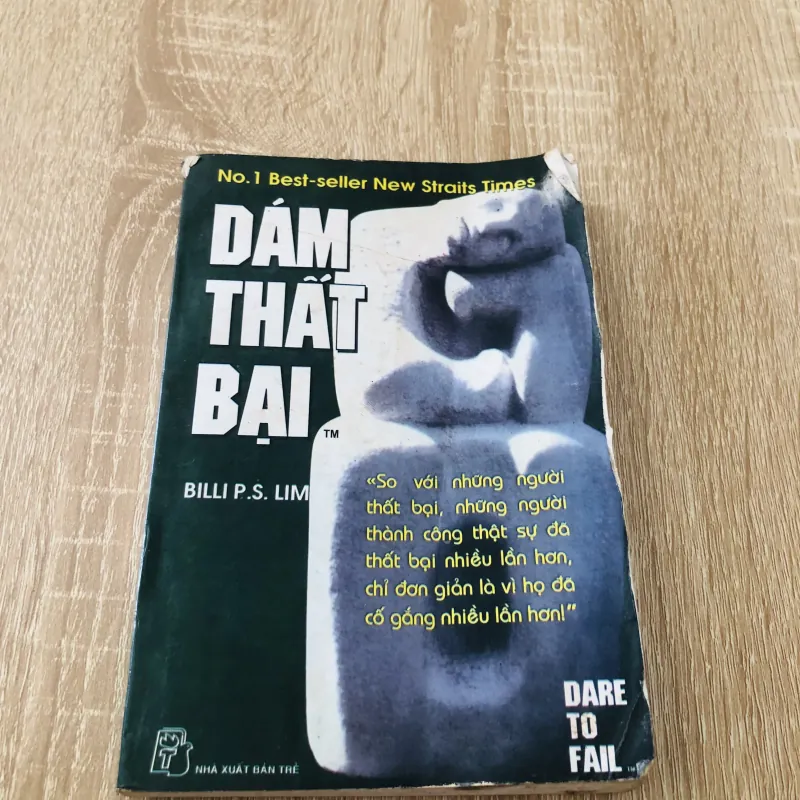 No.1 Best-seller New Straits Times
DÁM
THẤT
BẠI
TM
BILLI P.S. LIM
«So với những người
thất bại, những người
thành công thật sự đã
thất bại nhiều lần hơn,
chỉ đơn giản là vì họ đã
cố gắng nhiều lần hơn!”
DARE
TO
FAIL TM
NHÀ XUẤT BẢN TRẺ